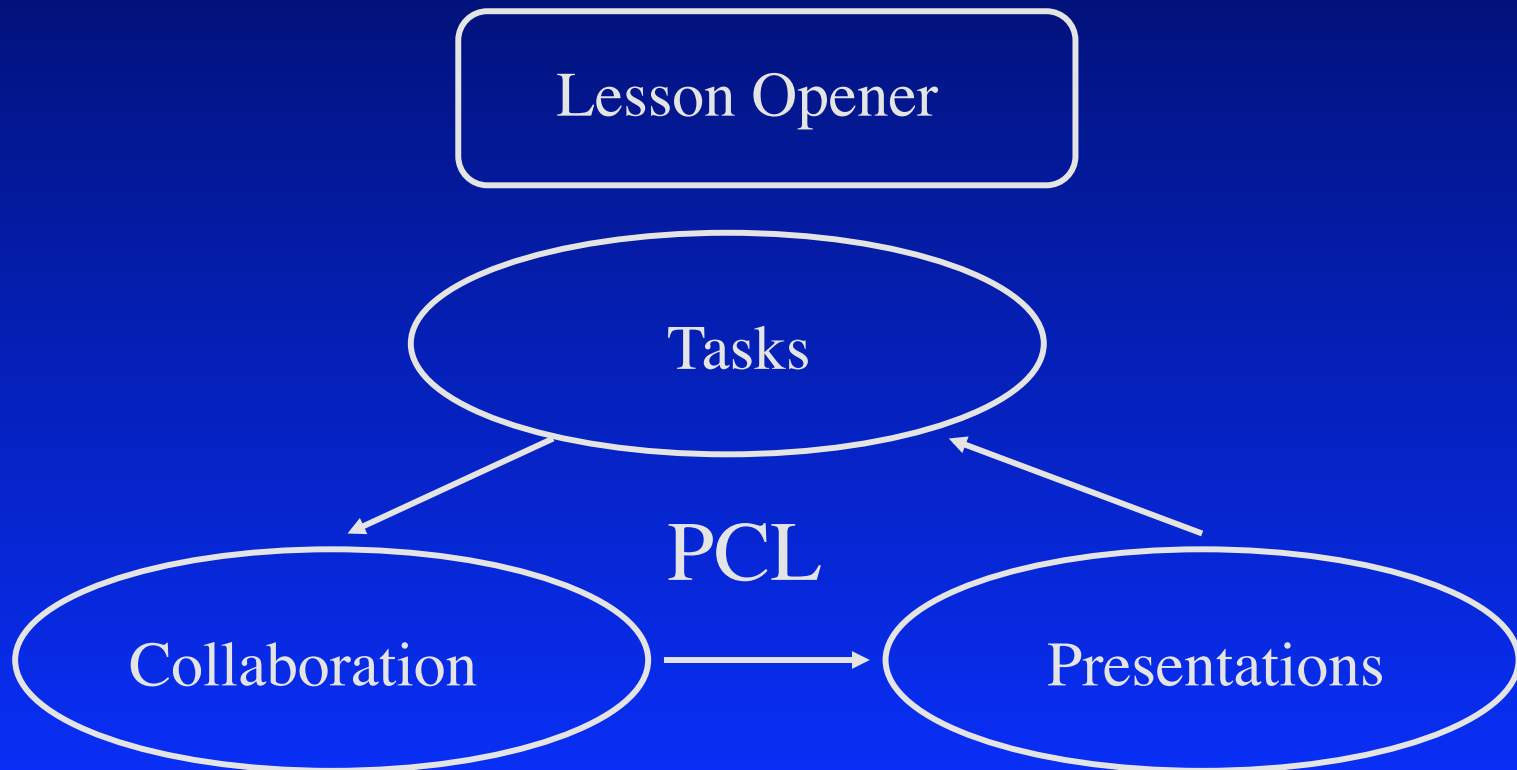 Lesson Opener
Tasks
PCL
Collaboration
Presentations